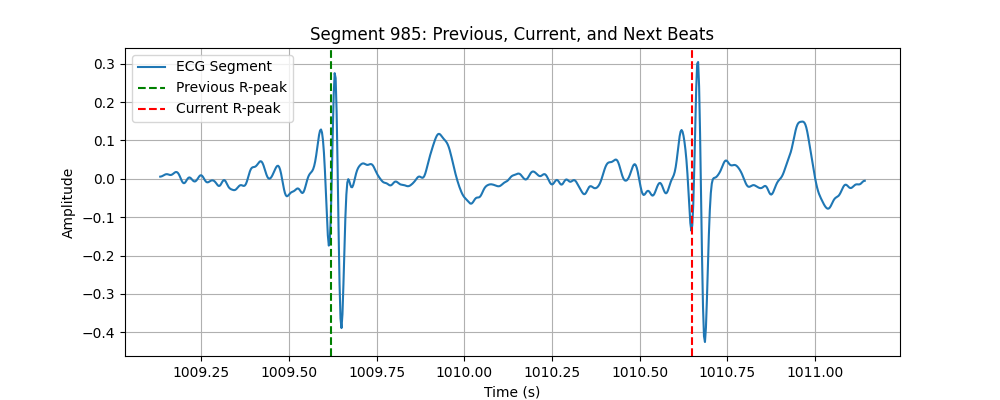 Segment 985: Previous, Current, and Next Beats
ECG Segment
Previous R-peak
Current R-peak
Amplitude
0.3
0.2
0.1
0.0
−0.1
−0.2
−0.3
−0.4
1009.25 1009.50 1009.75 1010.00 1010.25 1010.50 1010.75 1011.00
Time (s)